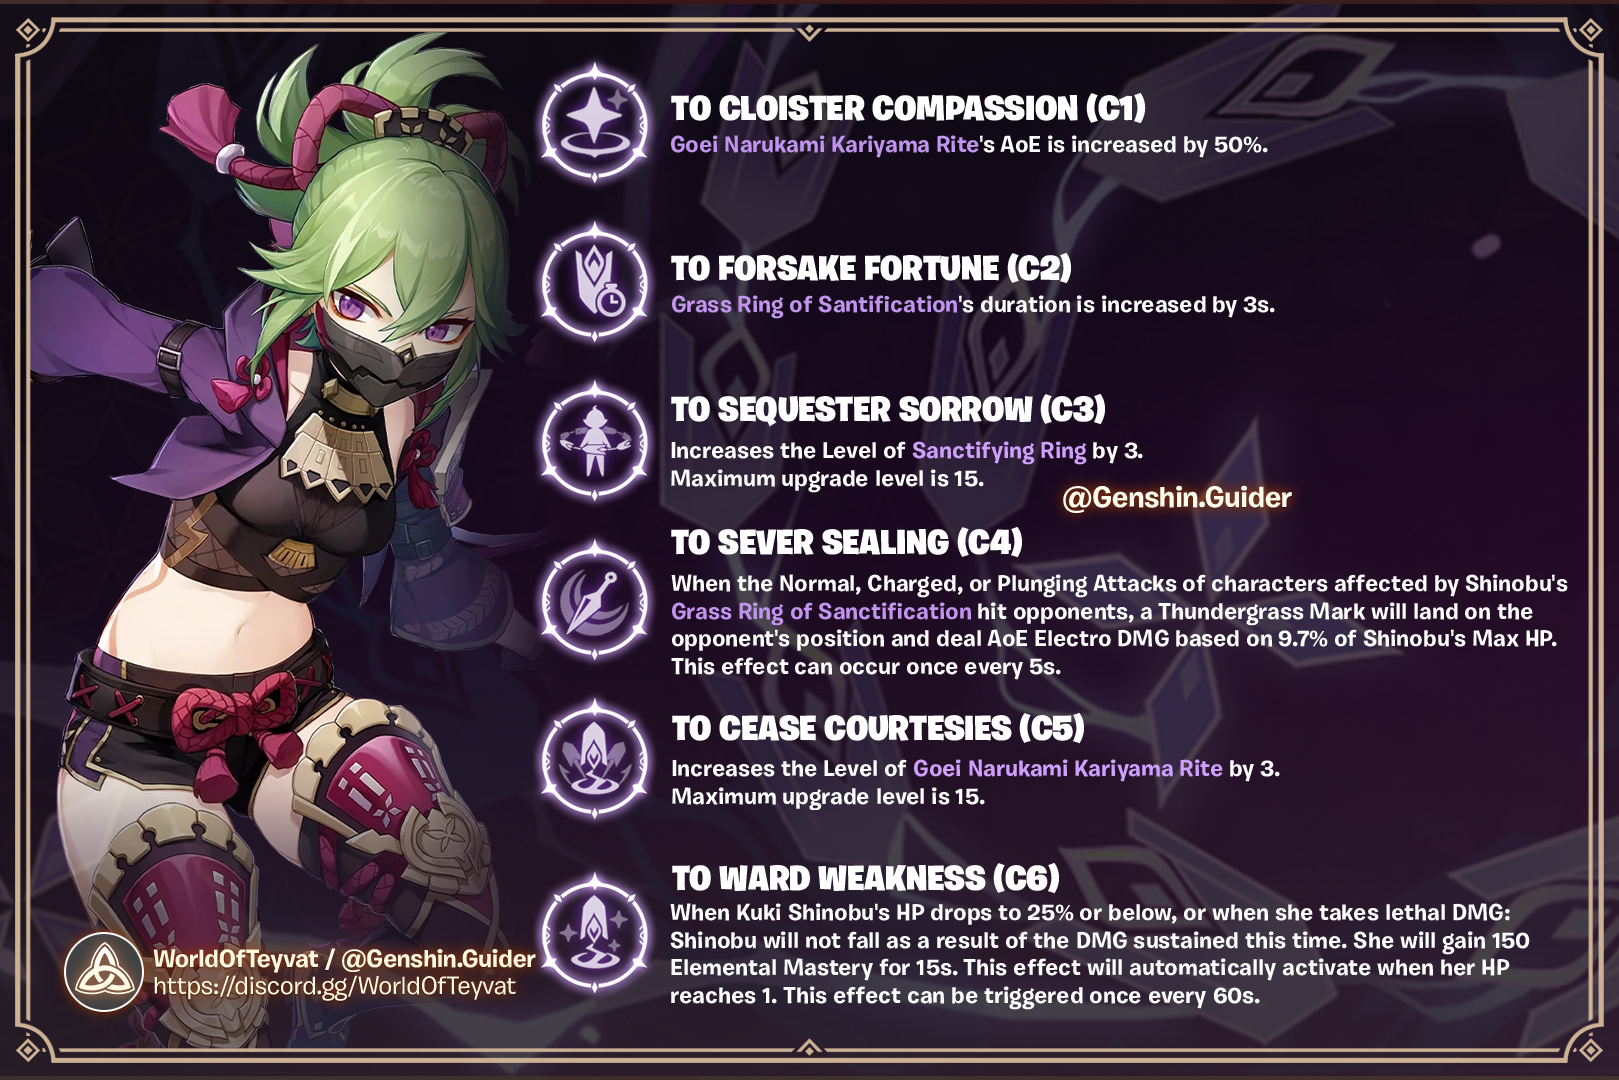 TO CLOISTER COMPASSION (C1)
Goei Narukami Kariyama Rite's AoE is increased by 50%.
TO FORSAKE FORTUNE (C2)
Grass Ring of Santification's duration is increased by 3s.
TO SEQUESTER SORROW (C3)
Increases the Level of Sanctifying Ring by 3.
Maximum upgrade level is 15.
@Genshin.Guider
TO SEVER SEALING (C4)
When the Normal, Charged, or Plunging Attacks of characters affected by Shinobu's
Grass Ring of Sanctification hit opponents, a Thundergrass Mark will land on the
opponent's position and deal AoE Electro DMG based on 9.7% of Shinobu's Max HP.
This effect can occur once every 5s.
TO CEASE COURTESIES (C5)
Increases the Level of Goei Narukami Kariyama Rite by 3.
Maximum upgrade level is 15.
TO WARD WEAKNESS (C6)
When Kuki Shinobu's HP drops to 25% or below, or when she takes lethal DMG:
Shinobu will not fall as a result of the DMG sustained this time. She will gain 150
Elemental Mastery for 15s. This effect will automatically activate when her HP
reaches 1. This effect can be triggered once every 60s.
WorldOfTeyvat / @Genshin.Guider
https://discord.gg/WorldOfTeyvat